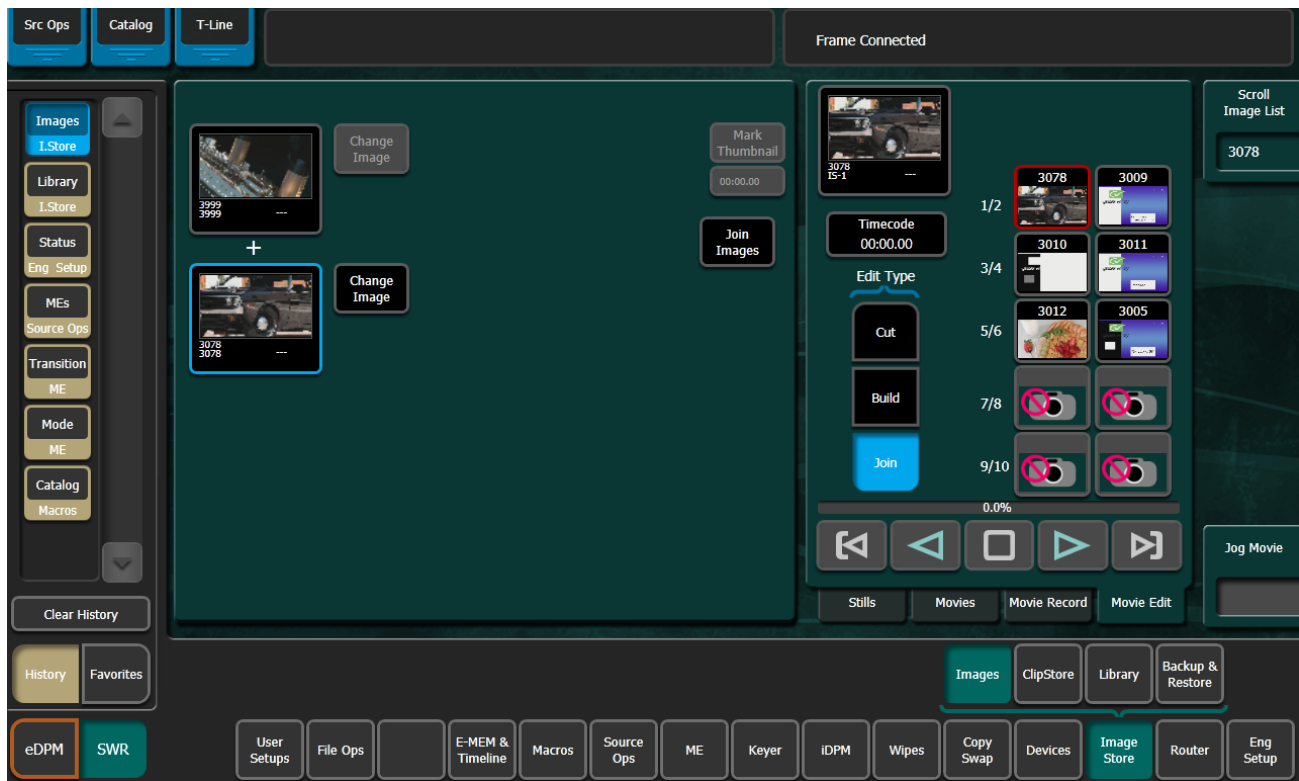 Src Ops
Catalog
T-Line
Frame Connected
Images
I.Store
Library
I.Store
Status
Eng Setup
MEs
Source Ops
Transition
ME
Mode
ME
Catalog
Macros
Clear History
History
Favorites
3999
3999 ---
Change
Image
+
3078
3078 ---
Change
Image
Mark
Thumbnail
00:00.00
Join
Images
3078
IS-1 ---
Timecode
00:00.00
Edit Type
Cut
Build
Join
1/2
3078
3009
3/4
3010
3011
5/6
3012
3005
7/8
9/10
0.0%
Stills
Movies
Movie Record
Movie Edit
Scroll
Image List
3078
Jog Movie
Images
ClipStore
Library
Backup &
Restore
eDPM
SWR
User
Setups
File Ops
E-MEM &
Timeline
Macros
Source
Ops
ME
Keyer
iDPM
Wipes
Copy
Swap
Devices
Image
Store
Router
Eng
Setup